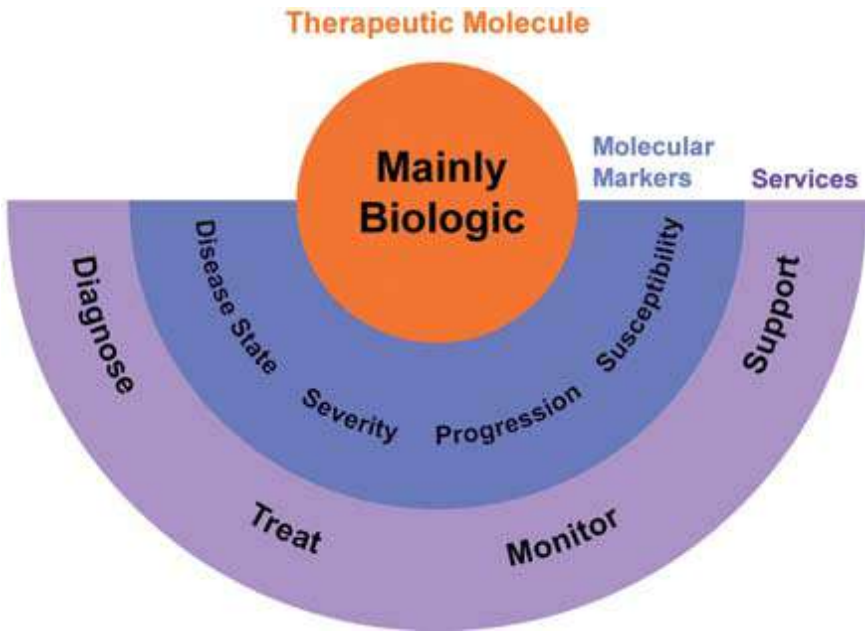 Therapeutic Molecule
Mainly
Biologic
Molecular
Markers
Services
Disease State
Severity
Progression
Susceptibility
Diagnose
Treat
Monitor
Support